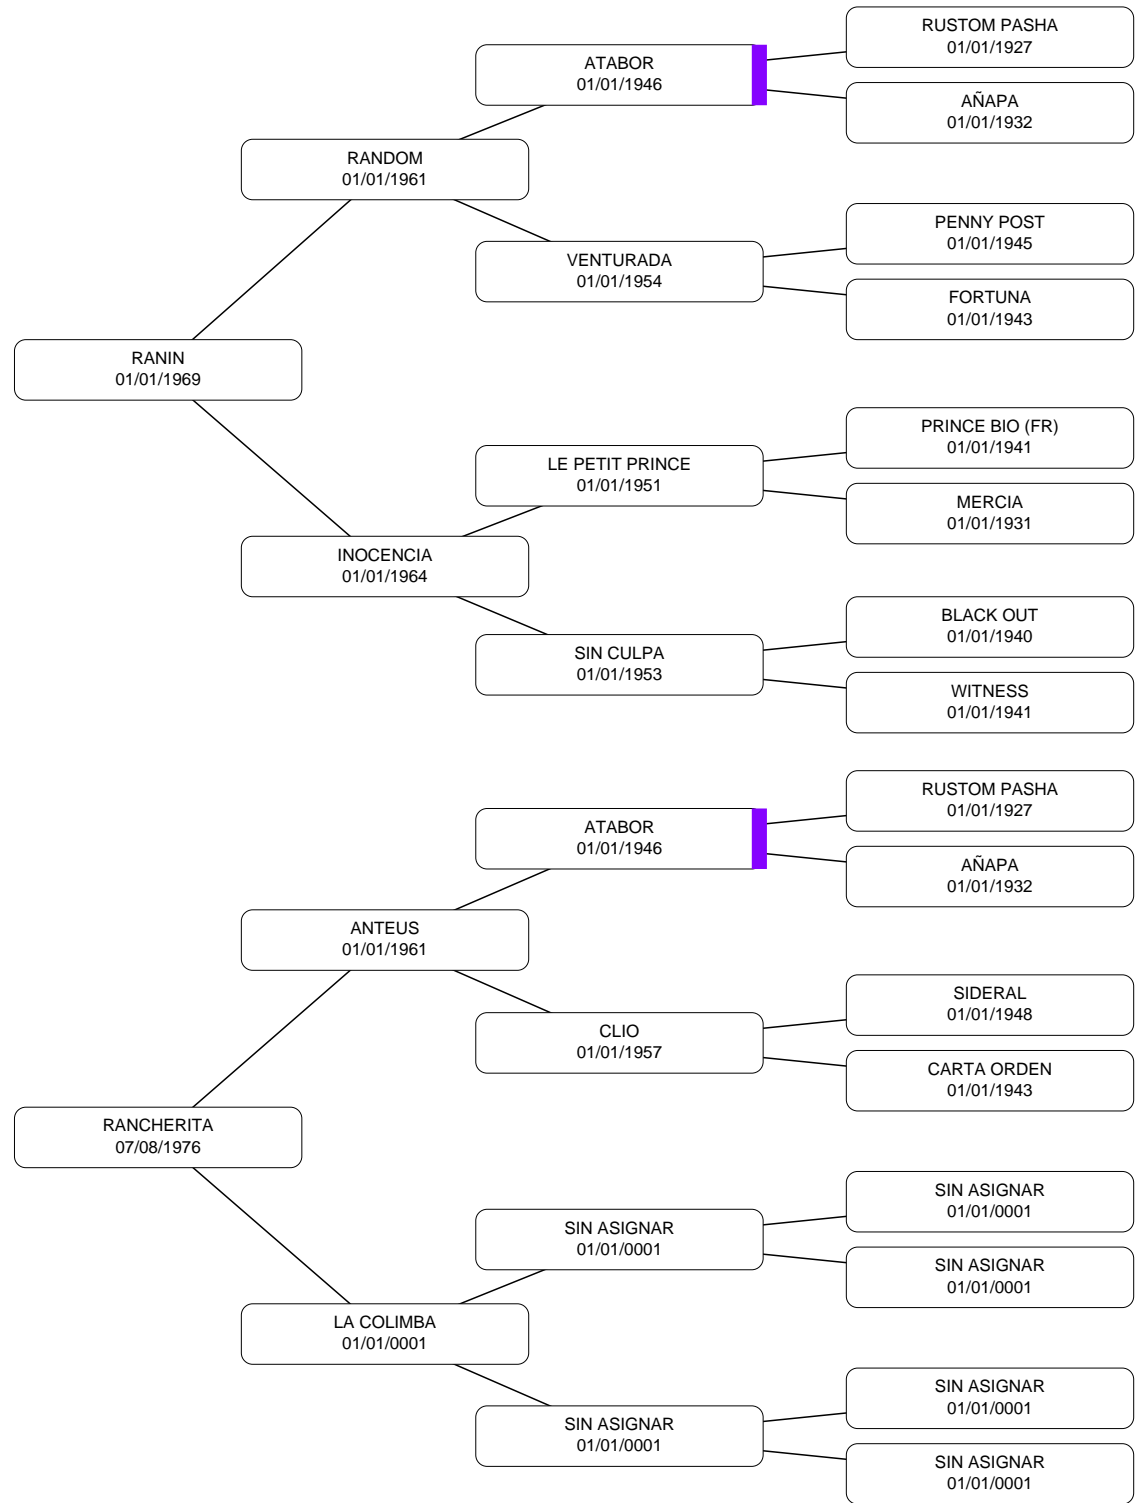 RUSTOM PASHA
01/01/1927
ATABOR
01/01/1946
AÑAPA
01/01/1932
RANDOM
01/01/1961
PENNY POST
01/01/1945
VENTURADA
01/01/1954
FORTUNA
01/01/1943
RANIN
01/01/1969
PRINCE BIO (FR)
01/01/1941
LE PETIT PRINCE
01/01/1951
MERCIA
01/01/1931
INOCENCIA
01/01/1964
BLACK OUT
01/01/1940
SIN CULPA
01/01/1953
WITNESS
01/01/1941
RUSTOM PASHA
01/01/1927
ATABOR
01/01/1946
AÑAPA
01/01/1932
ANTEUS
01/01/1961
SIDERAL
01/01/1948
CLIO
01/01/1957
CARTA ORDEN
01/01/1943
RANCHERITA
07/08/1976
SIN ASIGNAR
01/01/0001
SIN ASIGNAR
01/01/0001
SIN ASIGNAR
01/01/0001
LA COLIMBA
01/01/0001
SIN ASIGNAR
01/01/0001
SIN ASIGNAR
01/01/0001
SIN ASIGNAR
01/01/0001